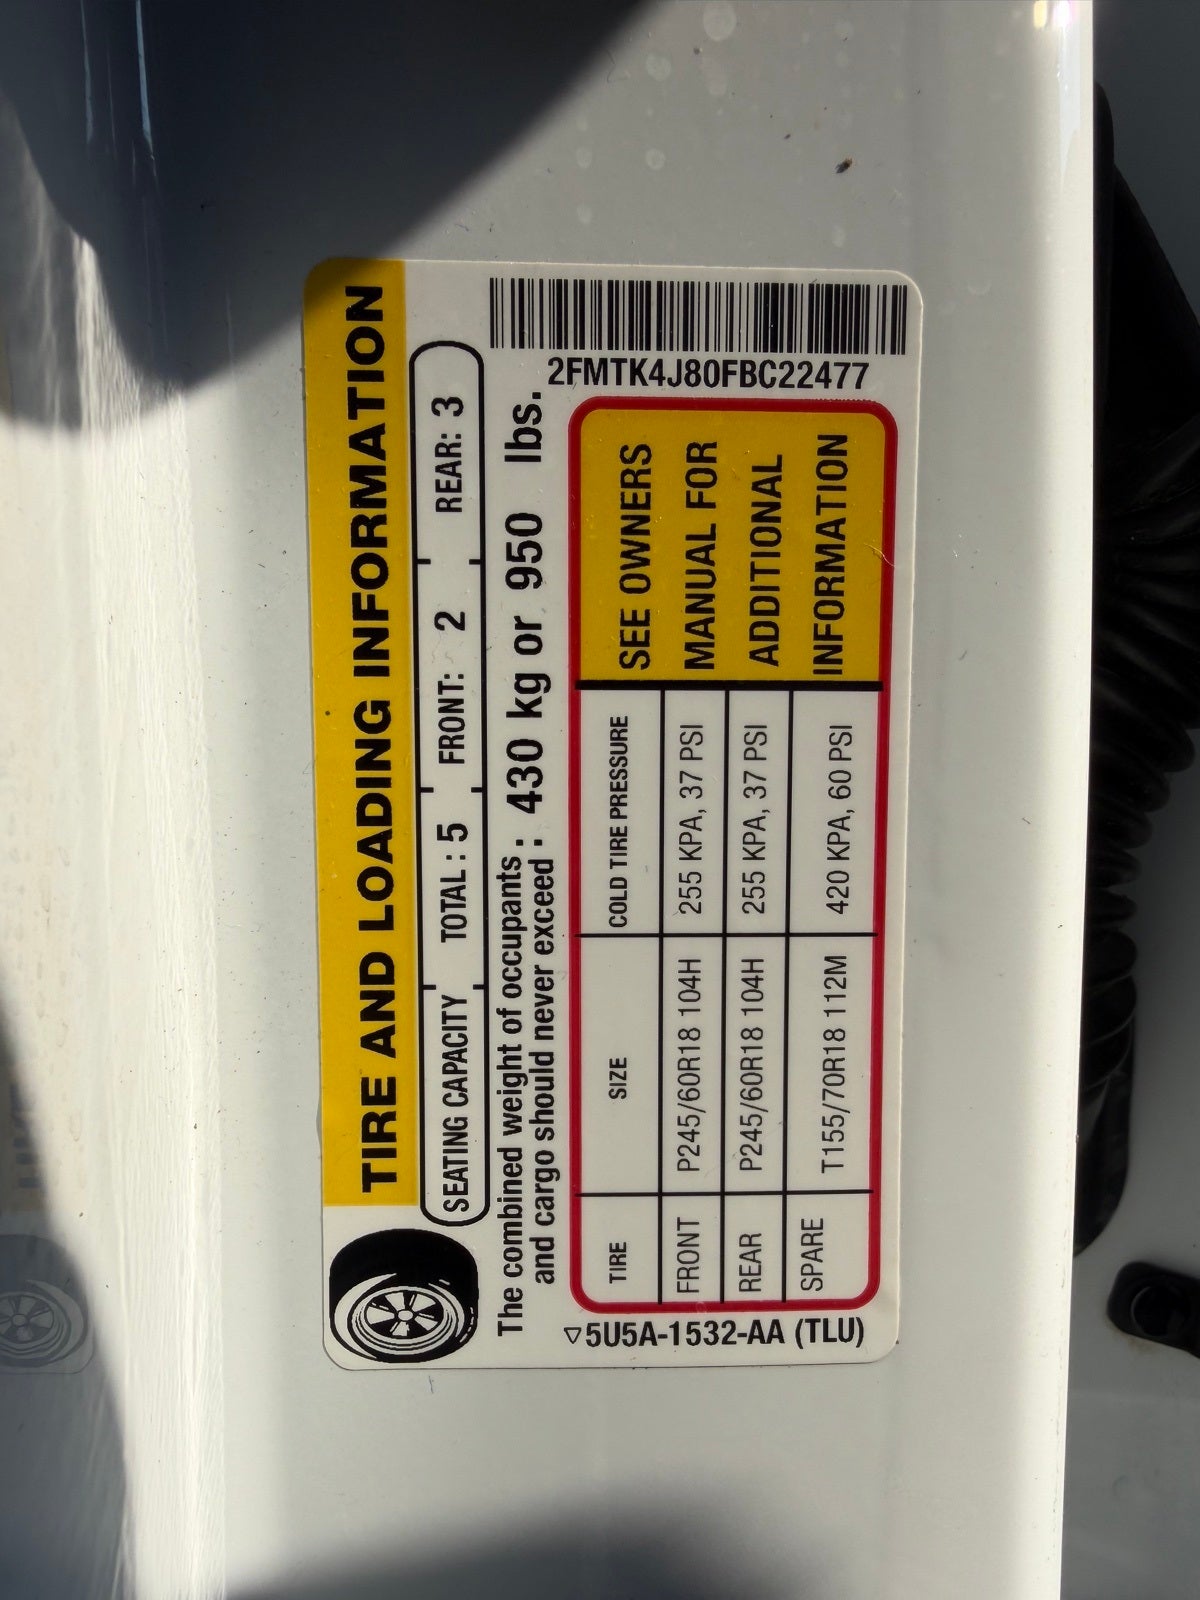 TIRE AND LOADING INFORMATION
SEATING CAPACITY TOTAL : 5 FRONT: 2 REAR: 3
The combined weight of occupants
and cargo should never exceed : 430 kg or 950 lbs.
TIRE SIZE COLD TIRE PRESSURE
FRONT P245/60R18 104H 255 KPA, 37 PSI
REAR P245/60R18 104H 255 KPA, 37 PSI
SPARE T155/70R18 112M 420 KPA, 60 PSI
SEE OWNERS
MANUAL FOR
ADDITIONAL
INFORMATION
5U5A-1532-AA (TLU)
2FMTK4J80FBC22477